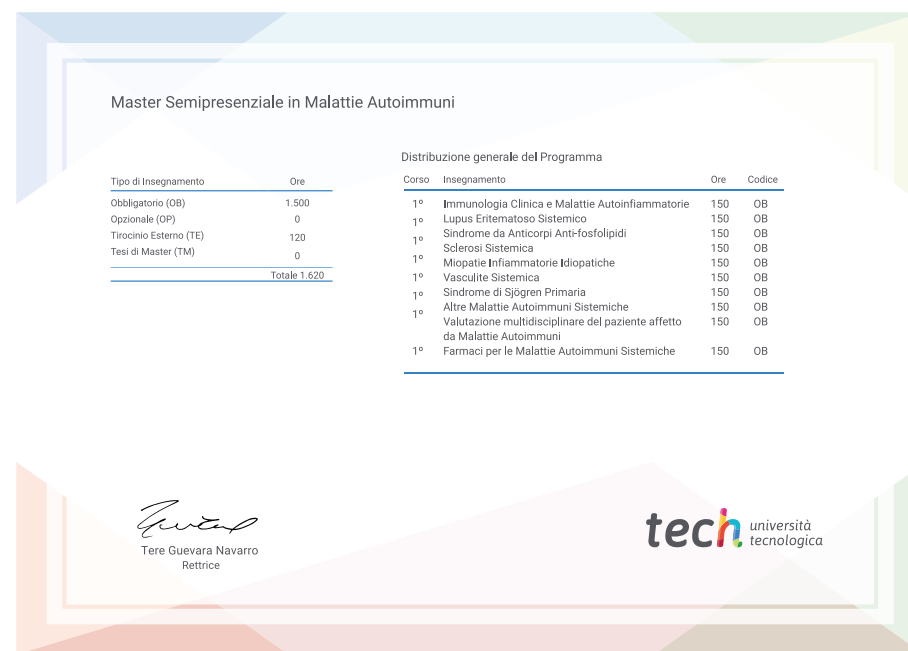 Master Semipresenziale in Malattie Autoimmuni
Tipo di Insegnamento Ore
Obbligatorio (OB) 1.500
Opzionale (OP) 0
Tirocinio Esterno (TE) 120
Tesi di Master (TM) 0
Totale 1.620
Distribuzione generale del Programma
Corso Insegnamento Ore Codice
1º Immunologia Clinica e Malattie Autoinfiammatorie 150 OB
1º Lupus Eritematoso Sistemico 150 OB
1º Sindrome da Anticorpi Anti-fosfolipidi 150 OB
Sclerosi Sistemica 150 OB
1º Miopatie Infiammatorie Idiopatiche 150 OB
1º Vasculite Sistemica 150 OB
1º Sindrome di Sjögren Primaria 150 OB
Altre Malattie Autoimmuni Sistemiche 150 OB
1º Valutazione multidisciplinare del paziente affetto 150 OB
da Malattie Autoimmuni
1º Farmaci per le Malattie Autoimmuni Sistemiche 150 OB
Tere Guevara Navarro
Rettrice
tech università
tecnologica